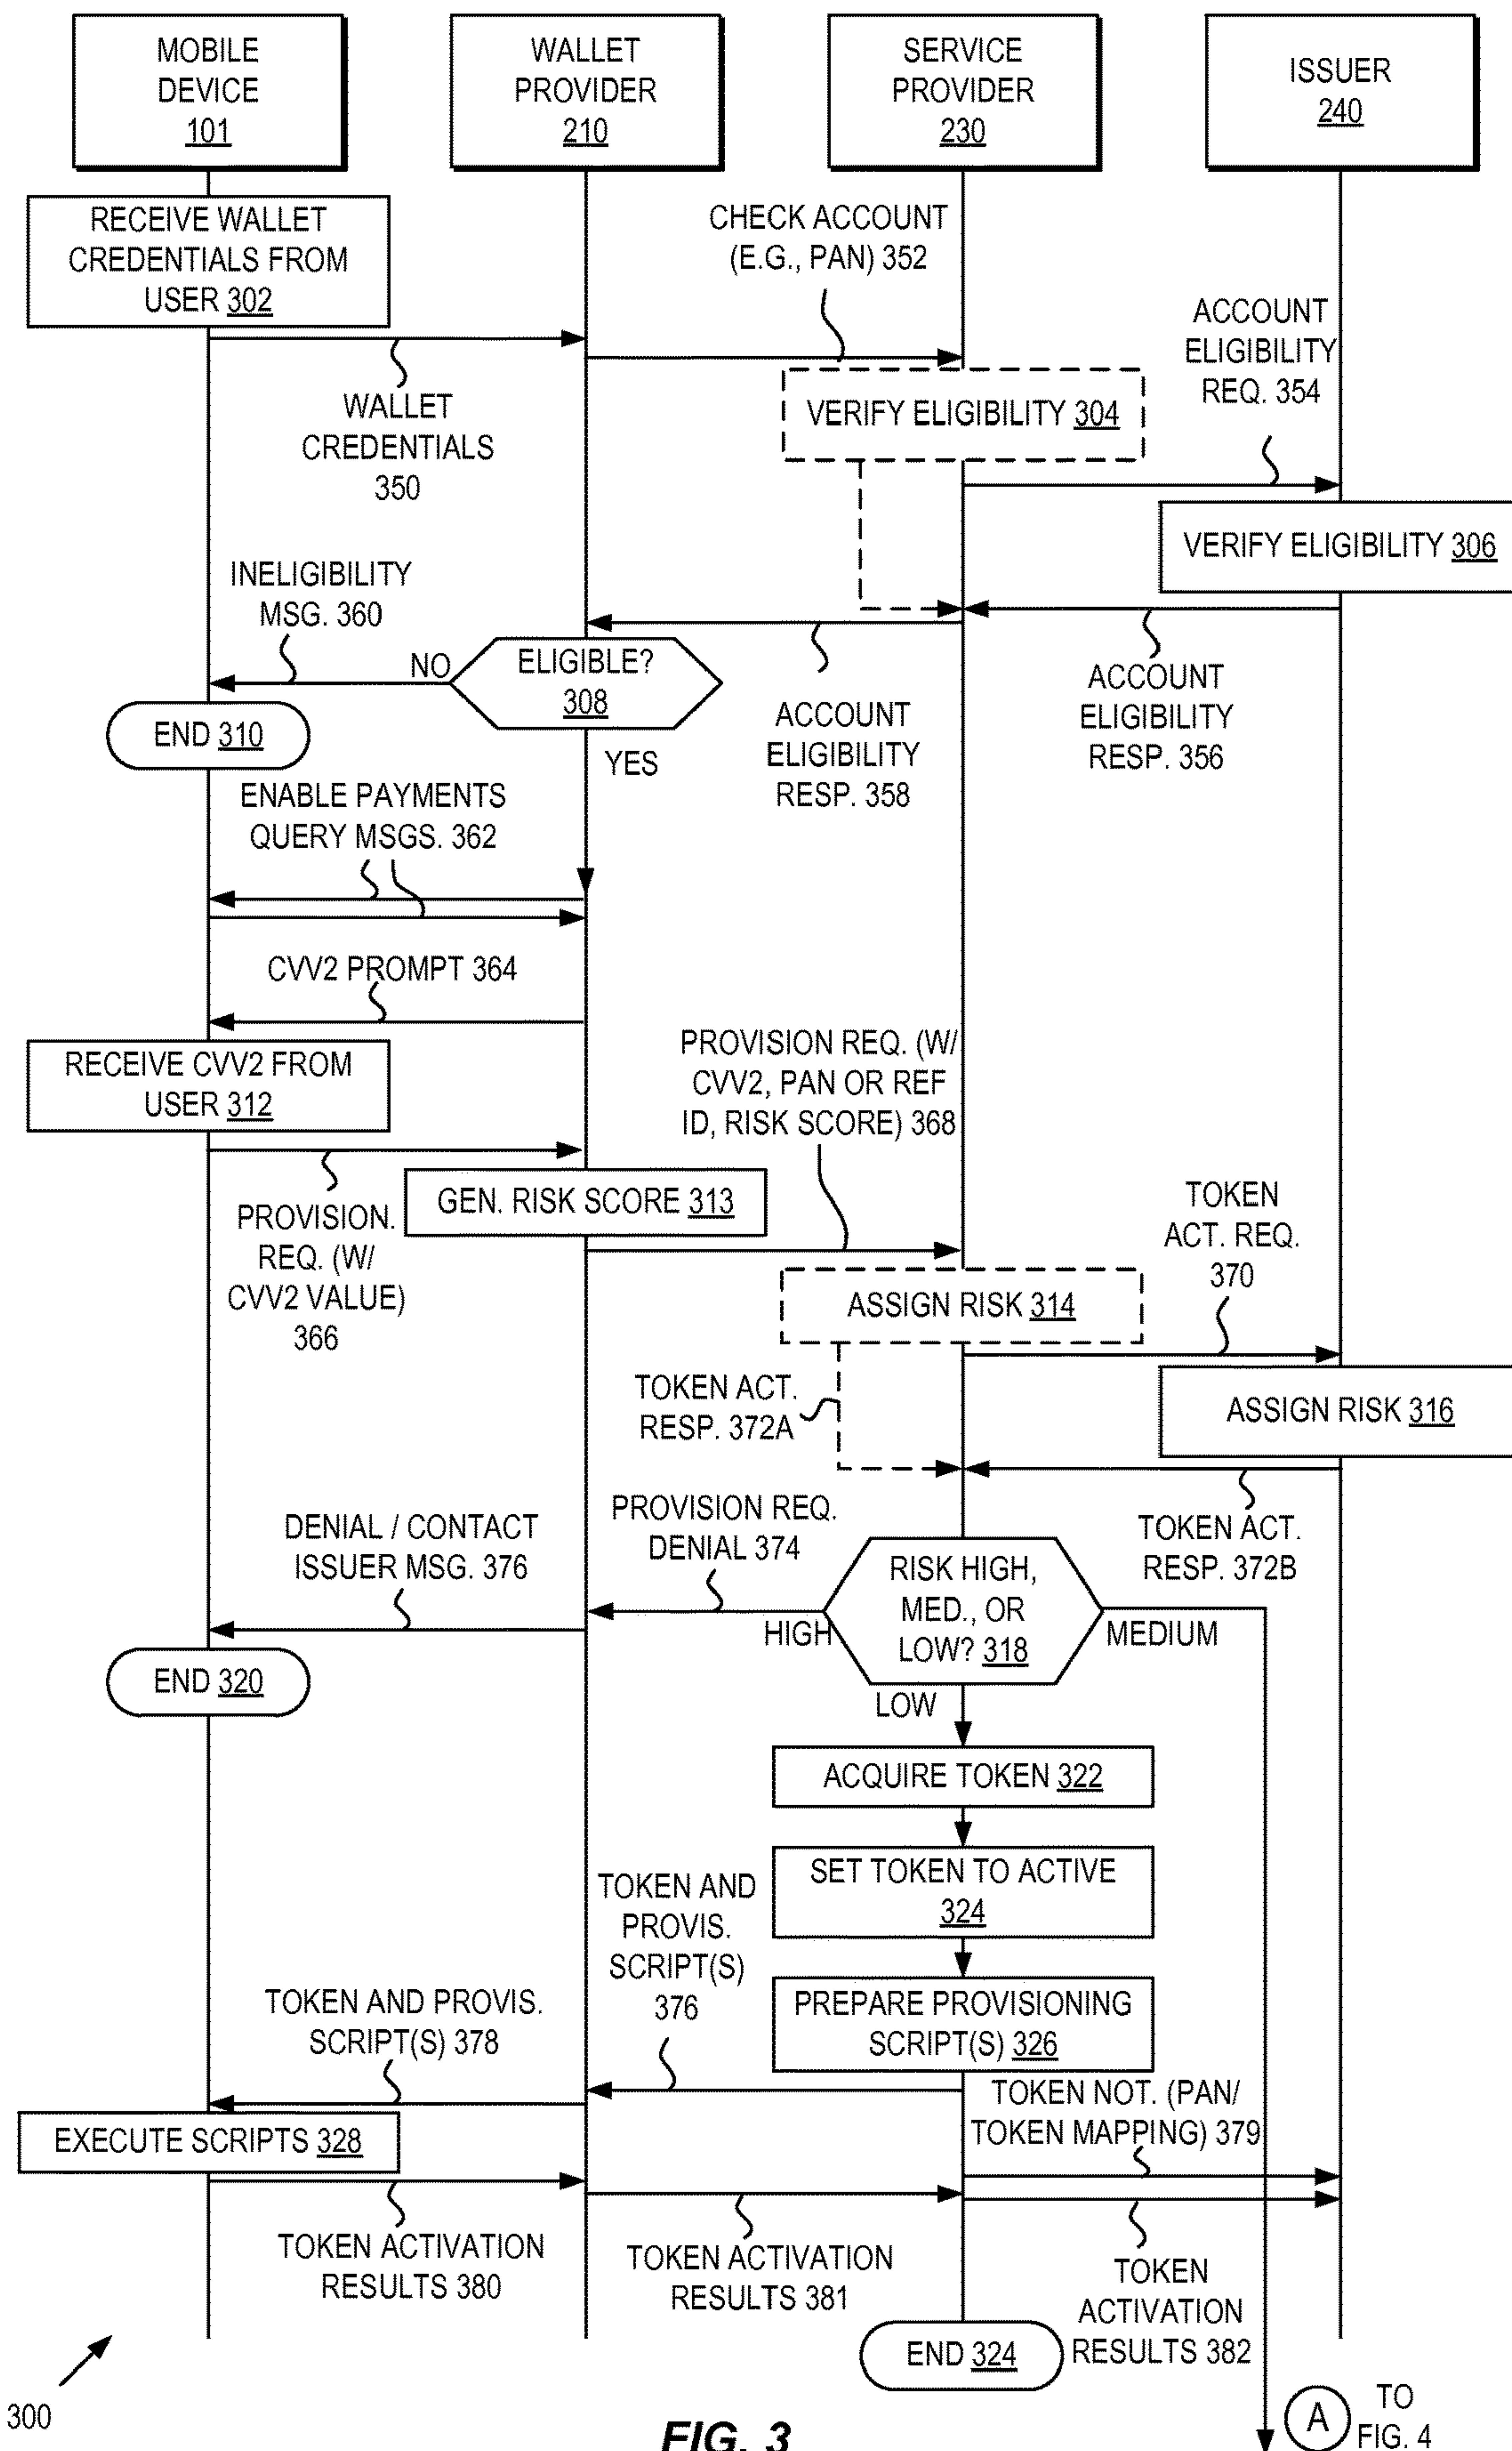 MOBILE
DEVICE
101
WALLET
PROVIDER
210
SERVICE
PROVIDER
230
ISSUER
240
RECEIVE WALLET
CREDENTIALS FROM
USER 302
CHECK ACCOUNT
(E.G., PAN) 352
ACCOUNT
ELIGIBILITY
REQ. 354
WALLET
CREDENTIALS
350
VERIFY ELIGIBILITY 304
VERIFY ELIGIBILITY 306
INELIGIBILITY
MSG. 360
NO
ELIGIBLE?
308
YES
END 310
ACCOUNT
ELIGIBILITY
RESP. 358
ACCOUNT
ELIGIBILITY
RESP. 356
ENABLE PAYMENTS
QUERY MSGS. 362
CVV2 PROMPT 364
RECEIVE CVV2 FROM
USER 312
PROVISION REQ. (W/
CVV2, PAN OR REF
ID, RISK SCORE) 368
PROVISION.
REQ. (W/
CVV2 VALUE)
366
GEN. RISK SCORE 313
TOKEN
ACT. REQ.
370
ASSIGN RISK 314
TOKEN ACT.
RESP. 372A
ASSIGN RISK 316
TOKEN ACT.
RESP. 372B
PROVISION REQ.
DENIAL 374
DENIAL / CONTACT
ISSUER MSG. 376
RISK HIGH,
MED., OR
LOW? 318
HIGH
MEDIUM
LOW
END 320
ACQUIRE TOKEN 322
SET TOKEN TO ACTIVE
324
PREPARE PROVISIONING
SCRIPT(S) 326
TOKEN AND
PROVIS.
SCRIPT(S)
376
TOKEN AND PROVIS.
SCRIPT(S) 378
TOKEN NOT. (PAN/
TOKEN MAPPING) 379
EXECUTE SCRIPTS 328
TOKEN ACTIVATION
RESULTS 380
TOKEN ACTIVATION
RESULTS 381
TOKEN
ACTIVATION
RESULTS 382
END 324
300
FIG. 3
A
TO
FIG. 4